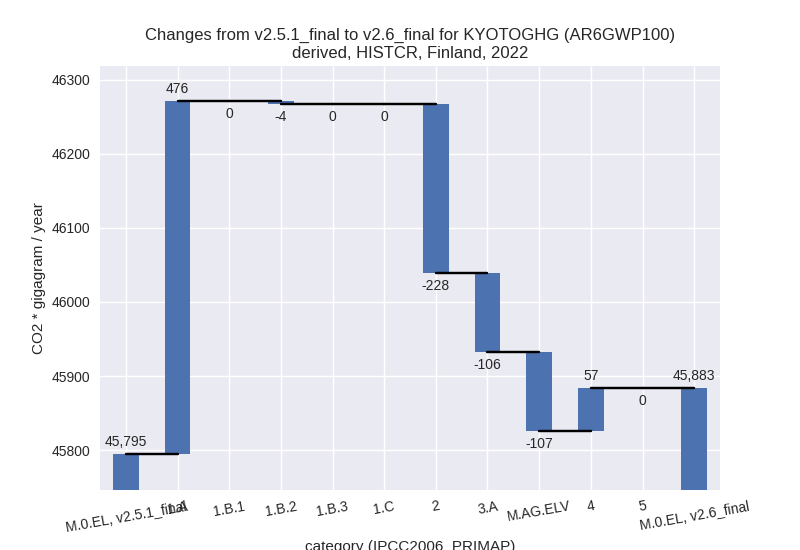 Changes from v2.5.1_final to v2.6_final for KYOTOGHG (AR6GWP100)
derived, HISTCR, Finland, 2022
CO2 * gigagram / year
46300
46200
46100
46000
45900
45800
45,795
476
0
-4
0
0
-228
-106
-107
57
0
45,883
M.0.EL, v2.5.1_final
1.A
1.B.1
1.B.2
1.B.3
1.C
2
3.A
M.AG.ELV
4
5
M.0.EL, v2.6_final
category (IPCC2006_PRIMAP)